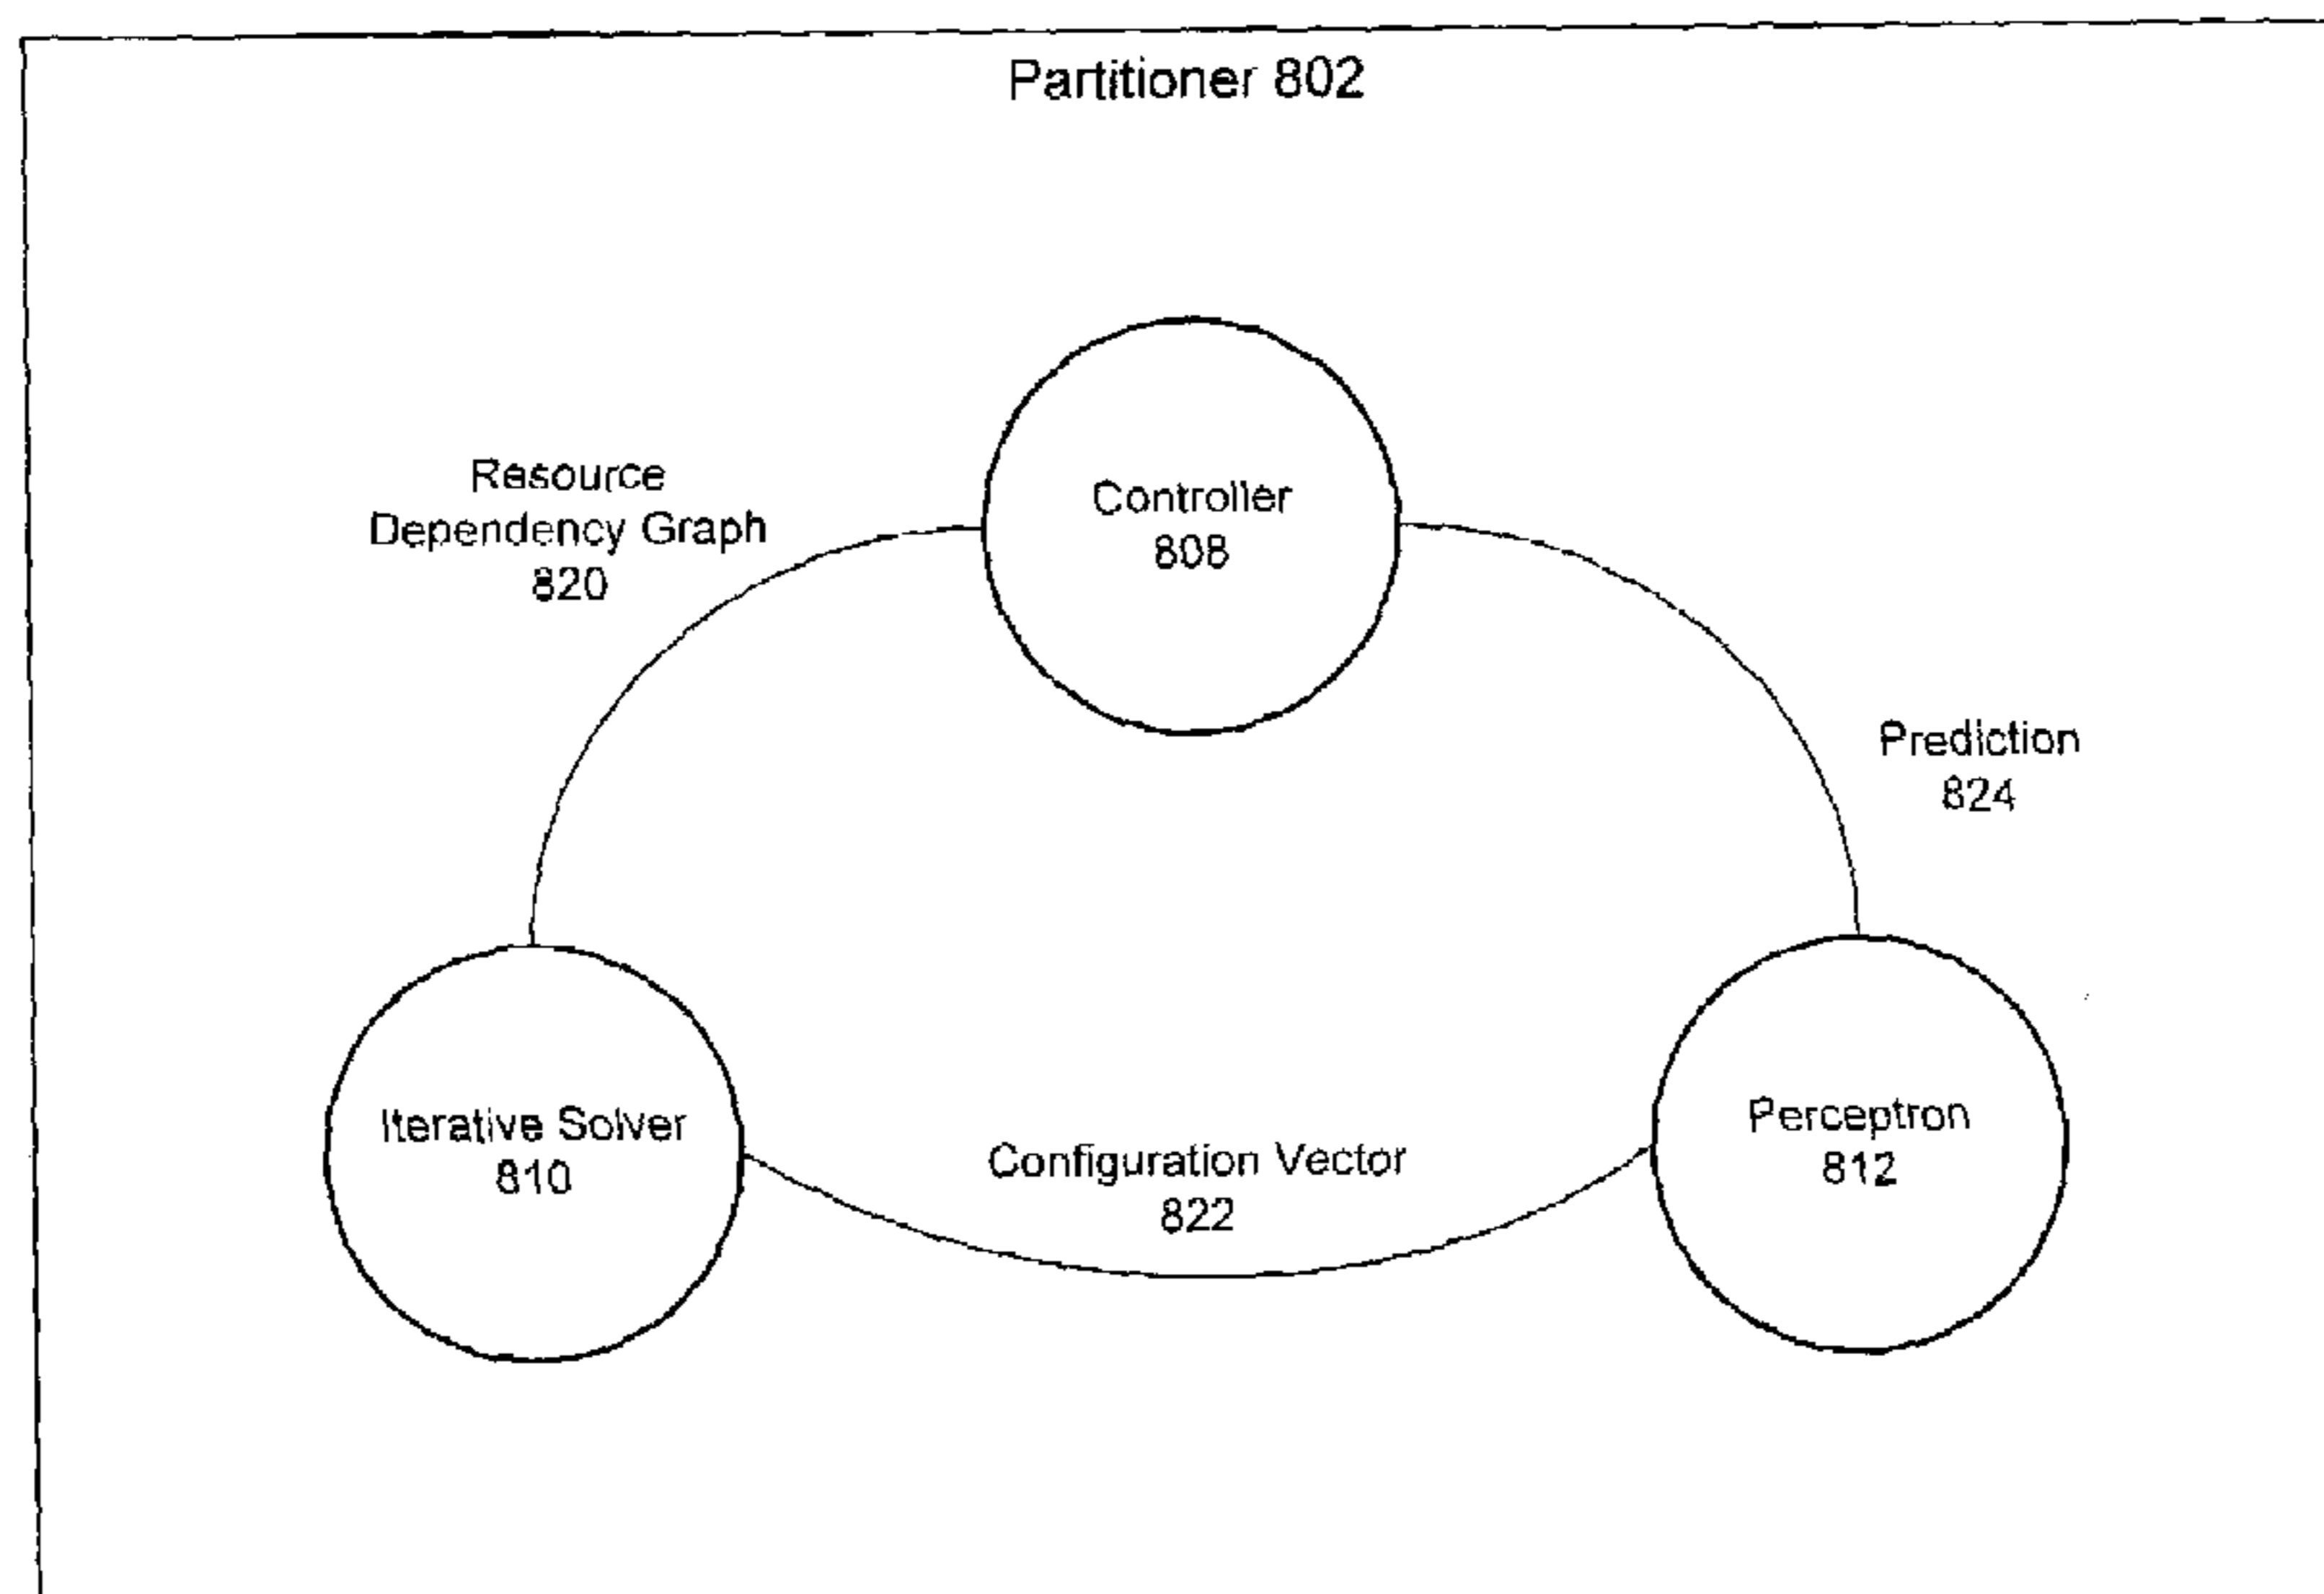 Partitioner 802
Resource
Dependency Graph
820
Controller
808
Prediction
824
Iterative Solver
810
Configuration Vector
822
Perceptron
812